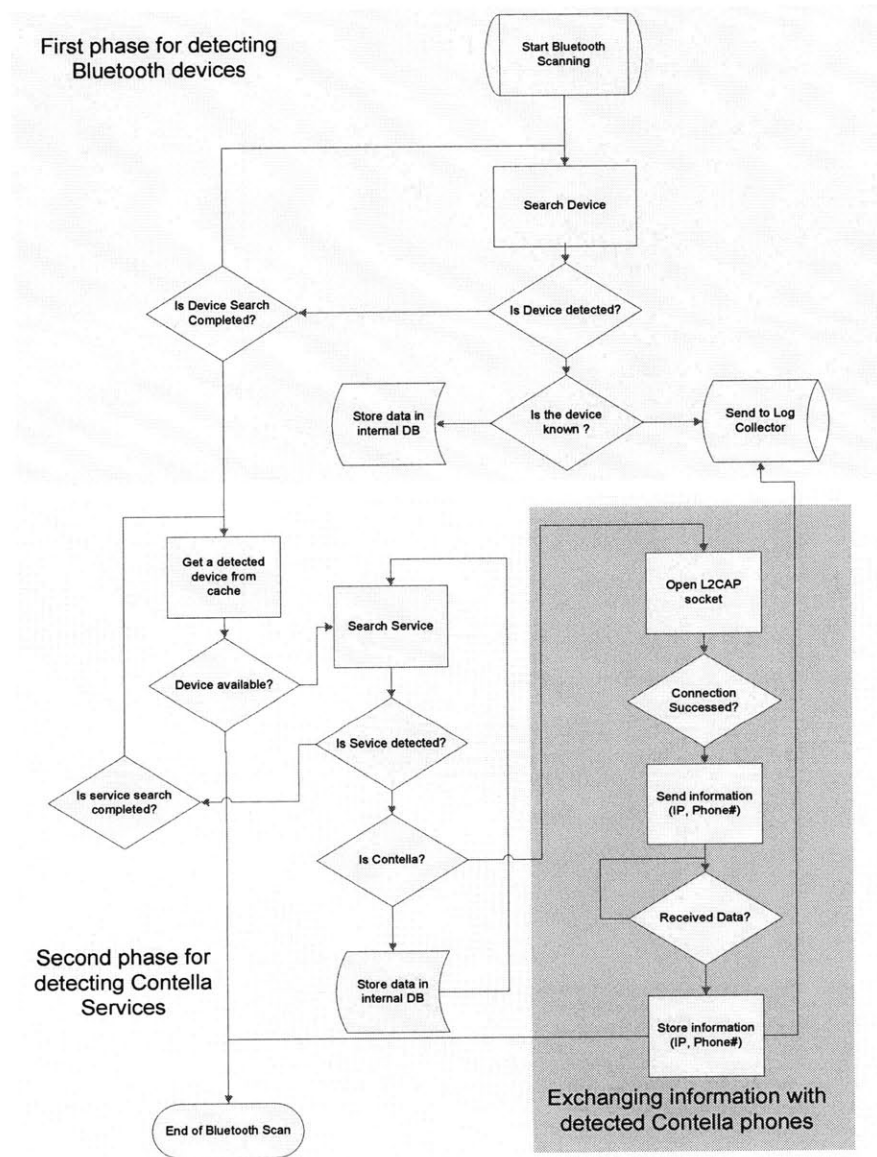 First phase for detecting
Bluetooth devices
Start Bluetooth
Scanning
Search Device
Is Device Search
Completed?
Is Device detected?
Store data in
internal DB
Is the device
known ?
Send to Log
Collector
Get a detected
device from
cache
Search Service
Open L2CAP
socket
Device available?
Connection
Successed?
Is Sevice detected?
Is service search
completed?
Send information
(IP, Phone#)
Is Contella?
Received Data?
Second phase for
detecting Contella
Services
Store data in
internal DB
Store information
(IP, Phone#)
Exchanging information with
detected Contella phones
End of Bluetooth Scan